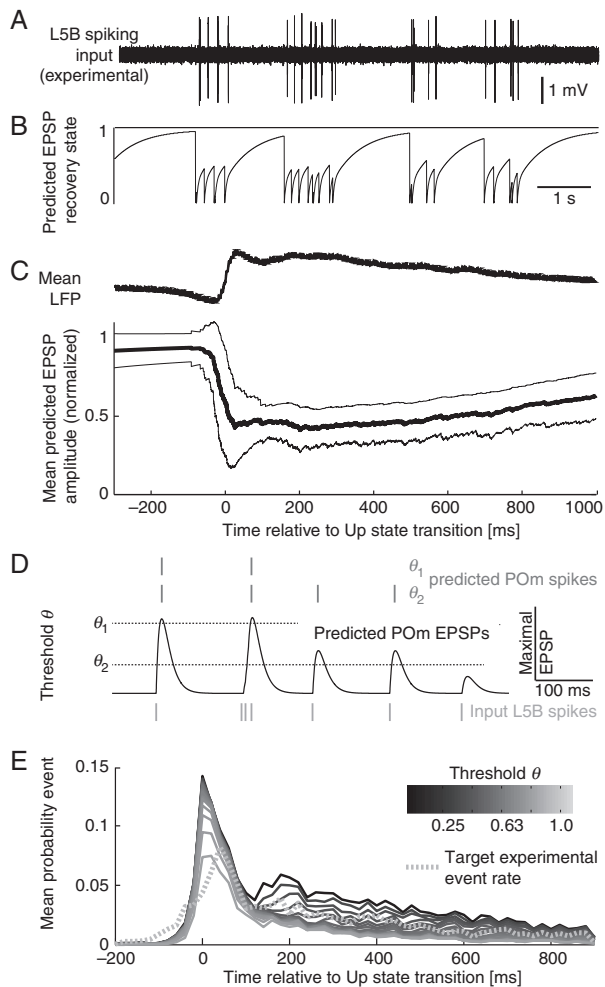 A
L5B spiking
input
(experimental)
1 mV
B
Predicted EPSP
recovery state
1
0
1 s
C
Mean
LFP
Mean predicted EPSP
amplitude (normalized)
1
0.5
0
−200 0 200 400 600 800 1000
Time relative to Up state transition [ms]
D
θ1
θ2
predicted POm spikes
Threshold θ
θ1
θ2
Predicted POm EPSPs
Maximal
EPSP
100 ms
Input L5B spikes
E
Mean probability event
0.15
0.1
0.05
0
−200 0 200 400 600 800
Threshold θ
0.25 0.63 1.0
Target experimental
event rate
Time relative to Up state transition [ms]